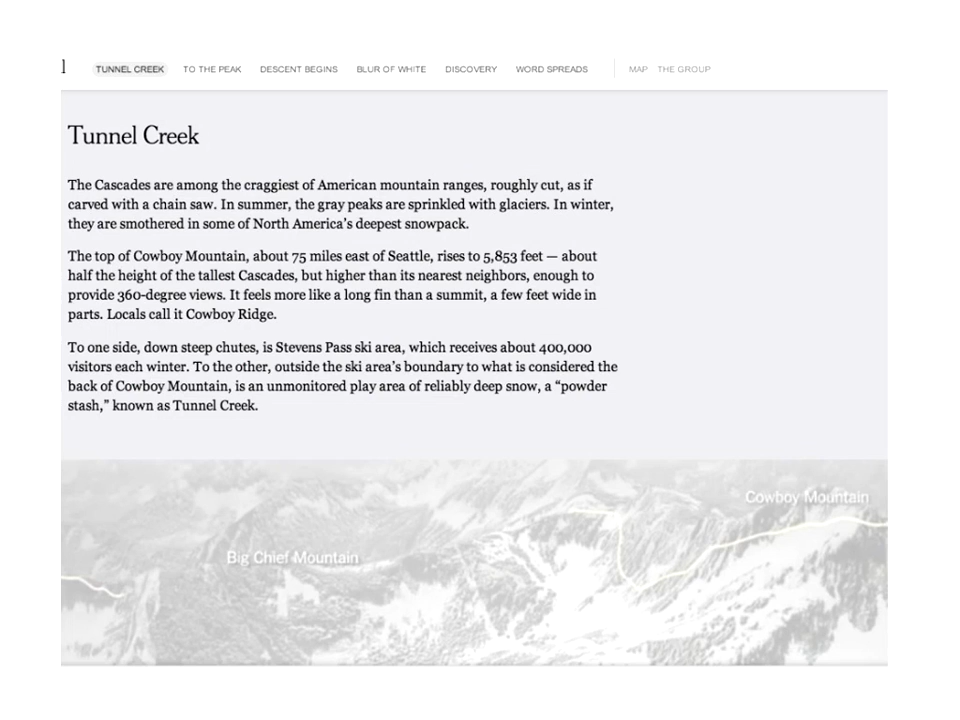 TUNNEL CREEK TO THE PEAK DESCENT BEGINS BLUR OF WHITE DISCOVERY WORD SPREADS MAP THE GROUP
Tunnel Creek
The Cascades are among the craggiest of American mountain ranges, roughly cut, as if
carved with a chain saw. In summer, the gray peaks are sprinkled with glaciers. In winter,
they are smothered in some of North America’s deepest snowpack.
The top of Cowboy Mountain, about 75 miles east of Seattle, rises to 5,853 feet — about
half the height of the tallest Cascades, but higher than its nearest neighbors, enough to
provide 360-degree views. It feels more like a long fin than a summit, a few feet wide in
parts. Locals call it Cowboy Ridge.
To one side, down steep chutes, is Stevens Pass ski area, which receives about 400,000
visitors each winter. To the other, outside the ski area’s boundary to what is considered the
back of Cowboy Mountain, is an unmonitored play area of reliably deep snow, a “powder
stash,” known as Tunnel Creek.
Cowboy Mountain
Big Chief Mountain